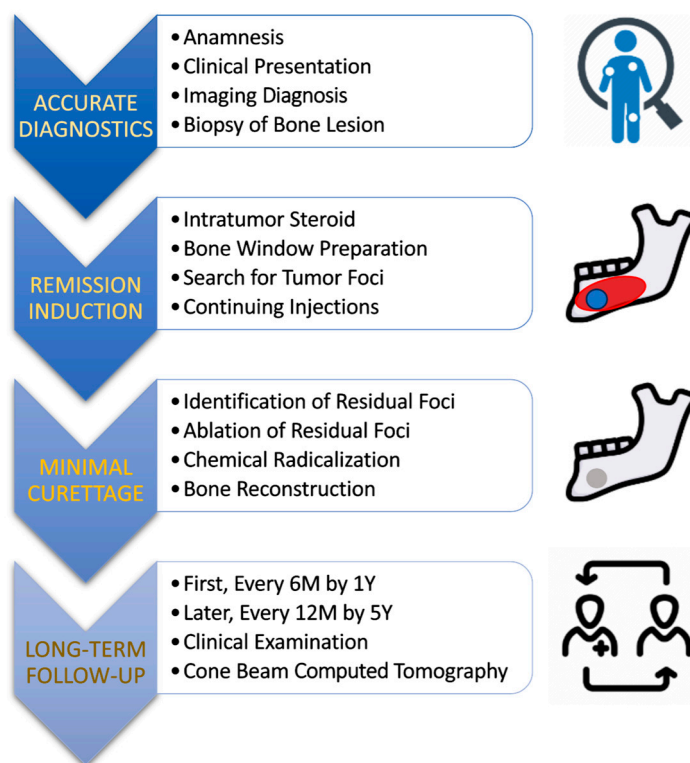 ACCURATE
DIAGNOSTICS
• Anamnesis
• Clinical Presentation
• Imaging Diagnosis
• Biopsy of Bone Lesion
REMISSION
INDUCTION
• Intratumor Steroid
• Bone Window Preparation
• Search for Tumor Foci
• Continuing Injections
MINIMAL
CURETTAGE
• Identification of Residual Foci
• Ablation of Residual Foci
• Chemical Radicalization
• Bone Reconstruction
LONG-TERM
FOLLOW-UP
• First, Every 6M by 1Y
• Later, Every 12M by 5Y
• Clinical Examination
• Cone Beam Computed Tomography